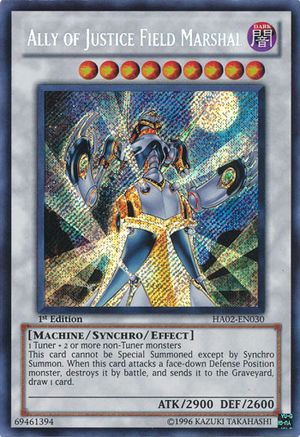 ALLY OF JUSTICE FIELD MARSHAL
DARK
闇
1st Edition
HA02-EN030
[MACHINE/SYNCHRO/EFFECT]
1 Tuner + 2 or more non-Tuner monsters
This card cannot be Special Summoned except by Synchro
Summon. When this card attacks a face-down Defense Position
monster, destroys it by battle, and sends it to the Graveyard,
draw 1 card.
ATK/2900 DEF/2600
69461394
©1996 KAZUKI TAKAHASHI